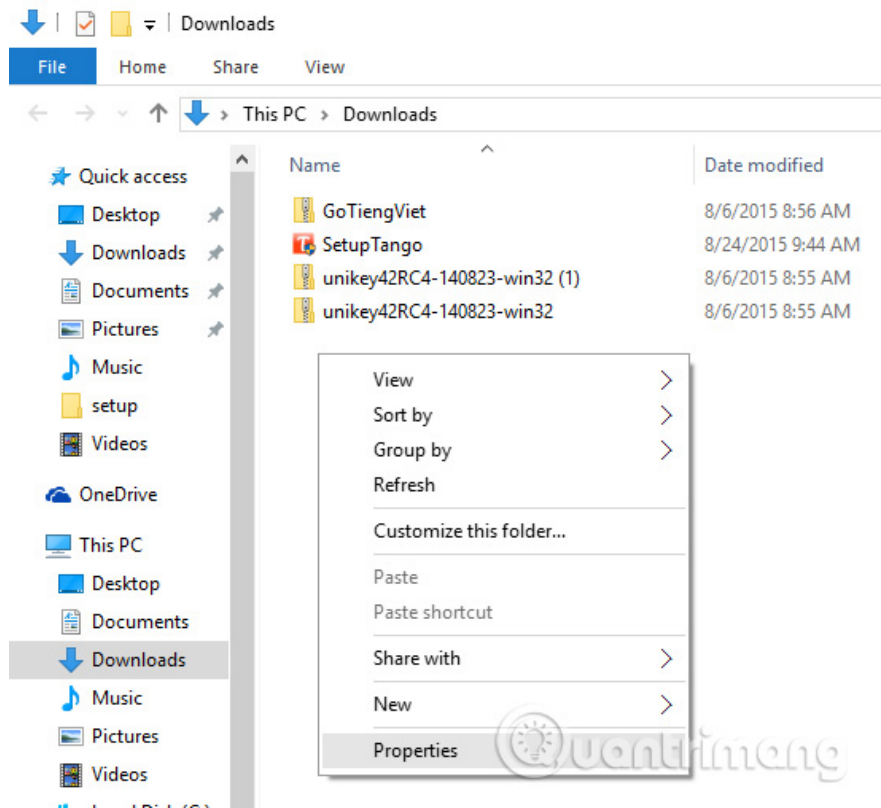 Downloads
File Home Share View
This PC > Downloads
Quick access
Desktop
Downloads
Documents
Pictures
Music
setup
Videos
OneDrive
This PC
Desktop
Documents
Downloads
Music
Pictures
Videos
Name Date modified
GoTiengViet 8/6/2015 8:56 AM
SetupTango 8/24/2015 9:44 AM
unikey42RC4-140823-win32 (1) 8/6/2015 8:55 AM
unikey42RC4-140823-win32 8/6/2015 8:55 AM
View
Sort by
Group by
Refresh
Customize this folder...
Paste
Paste shortcut
Share with
New
Properties
Quantrimang